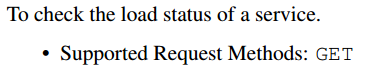 To check the load status of a service.
• Supported Request Methods: GET